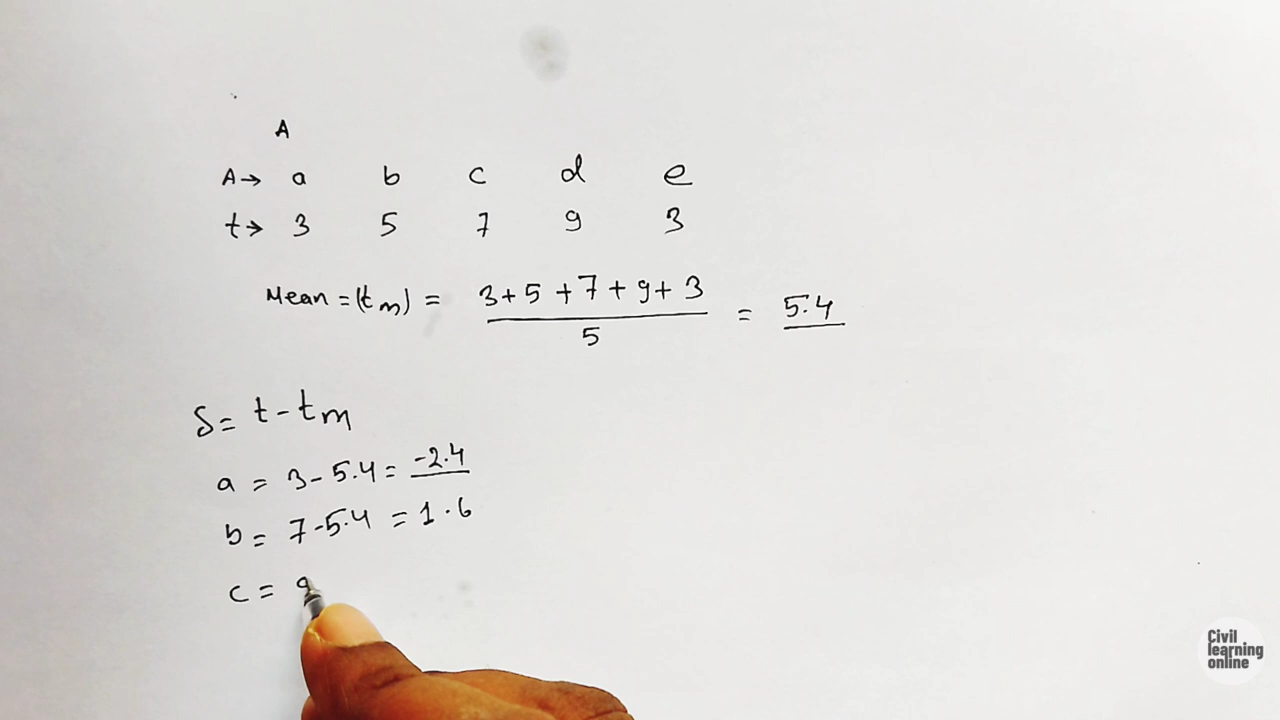 A
A→ a b c d e
t→ 3 5 7 9 3
Mean = (tm) = 3+5+7+9+3 / 5 = 5.4
δ = t - tm
a = 3 - 5.4 = -2.4
b = 7 - 5.4 = 1.6
c = 9
Civil
learning
online